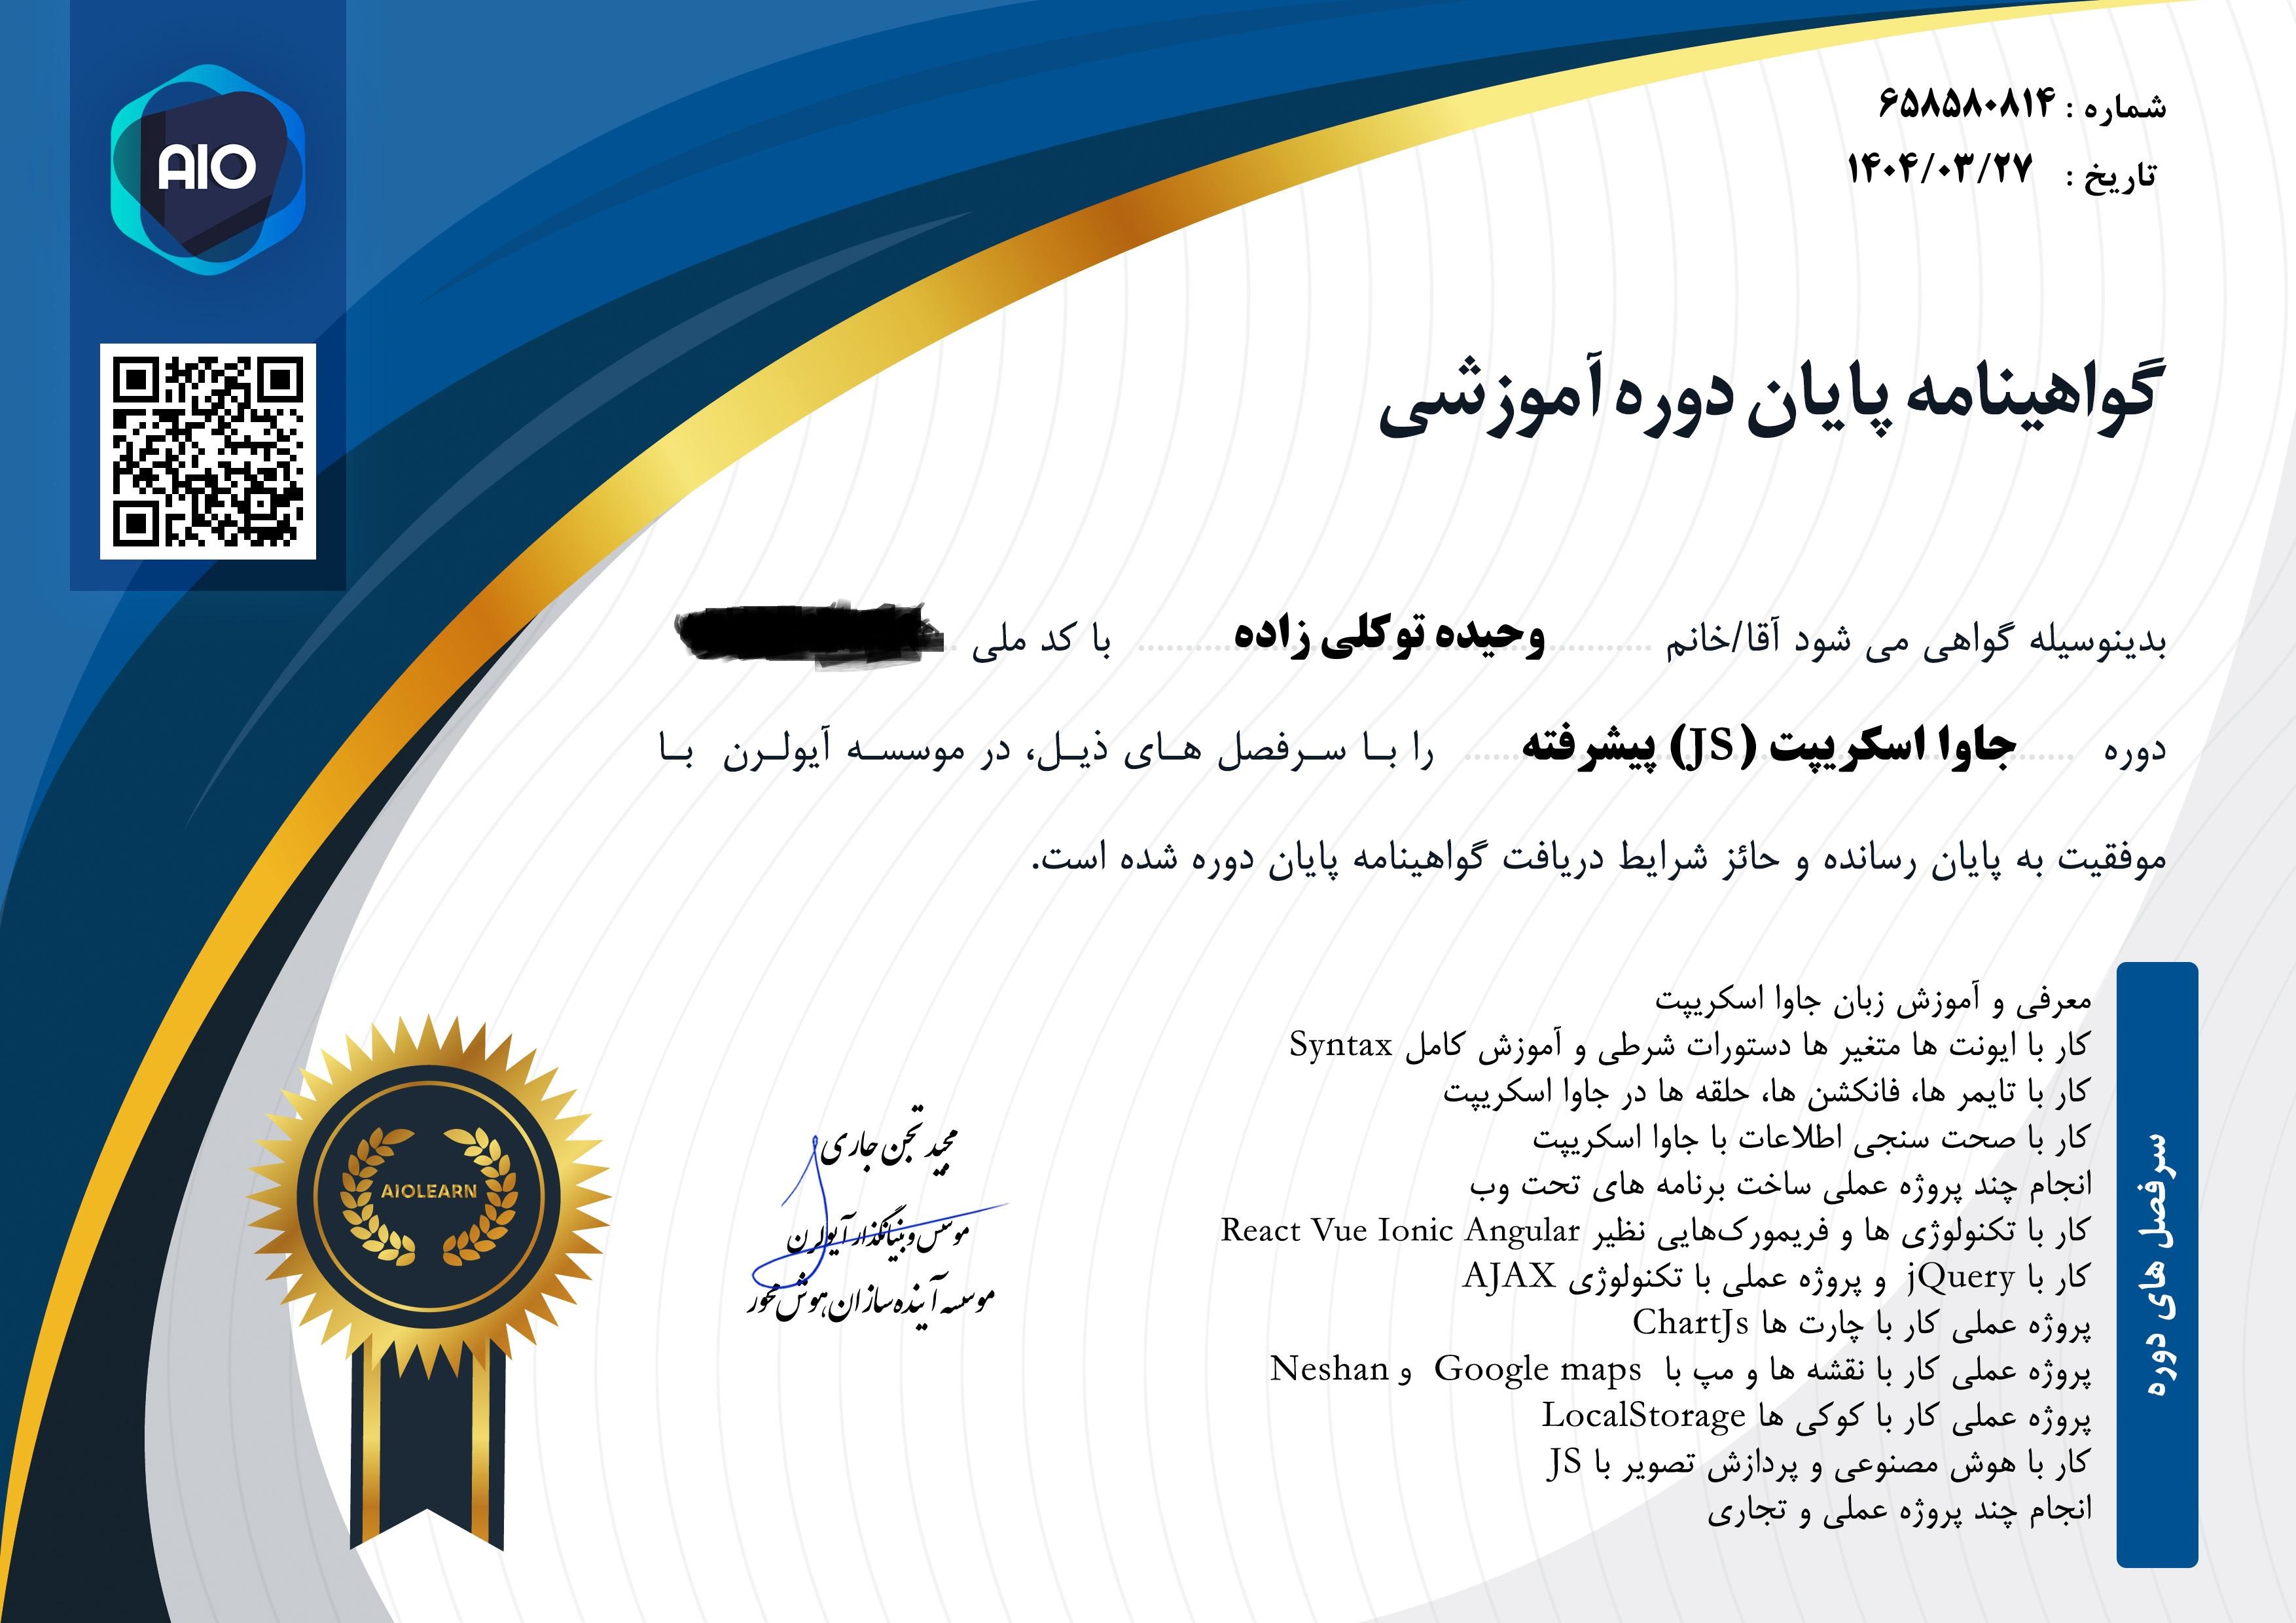 AIO
شماره : ۶۵۸۵۸۰۸۱۴
تاریخ : ۱۴۰۴/۰۳/۲۷
گواهینامه پایان دوره آموزشی
بدینوسیله گواهی می شود آقا/خانم وحیده توکلی زاده با کد ملی
دوره جاوا اسکریپت (JS) پیشرفته را بـا سـرفصل هـای ذیـل، در موسسـه آیولـرن بـا
موفقیت به پایان رسانده و حائز شرایط دریافت گواهینامه پایان دوره شده است.
سرفصل های دوره
معرفی و آموزش زبان جاوا اسکریپت
کار با ایونت ها متغیر ها دستورات شرطی و آموزش کامل Syntax
کار با تایمر ها، فانکشن ها، حلقه ها در جاوا اسکریپت
کار با صحت سنجی اطلاعات با جاوا اسکریپت
انجام چند پروژه عملی ساخت برنامه های تحت وب
کار با تکنولوژی ها و فریمورک‌هایی نظیر React Vue Ionic Angular
کار با jQuery و پروژه عملی با تکنولوژی AJAX
پروژه عملی کار با چارت ها ChartJs
پروژه عملی کار با نقشه ها و مپ با Google maps و Neshan
پروژه عملی کار با کوکی ها LocalStorage
کار با هوش مصنوعی و پردازش تصویر با JS
انجام چند پروژه عملی و تجاری
مجید تجن جاری
موسس و بنیانگذار آیولرن
موسسه آینده سازان هوش محور
AIOLEARN